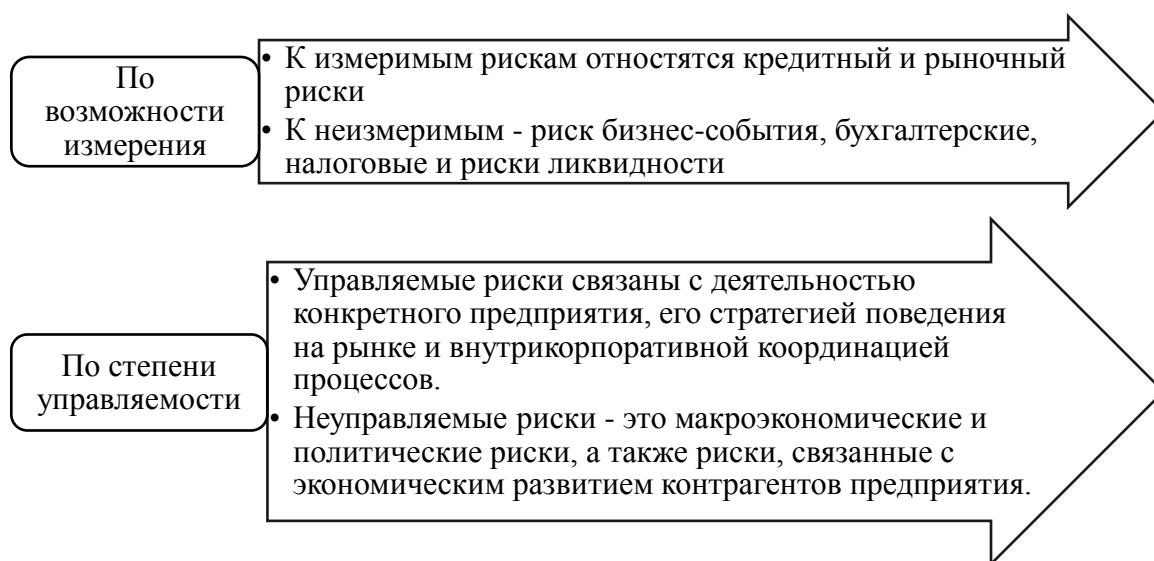 По
возможности
измерения
• К измеримым рискам отностятся кредитный и рыночный
риски
• К неизмеримым - риск бизнес-события, бухгалтерские,
налоговые и риски ликвидности
По степени
управляемости
• Управляемые риски связаны с деятельностью
конкретного предприятия, его стратегией поведения
на рынке и внутрикорпоративной координацией
процессов.
• Неуправляемые риски - это макроэкономические и
политические риски, а также риски, связанные с
экономическим развитием контрагентов предприятия.